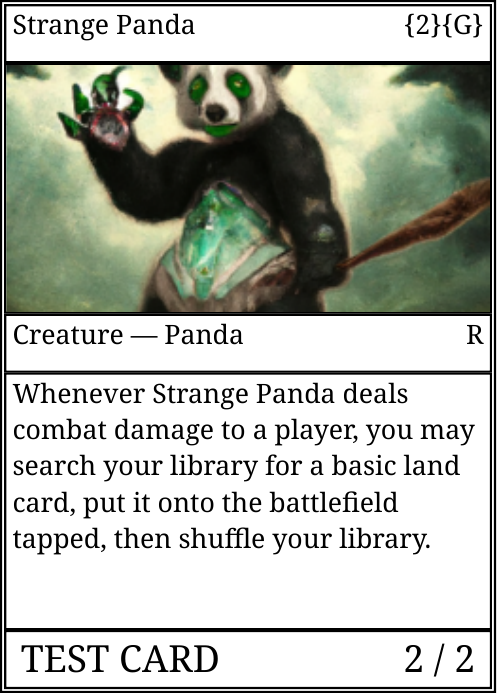 Strange Panda {2}{G}
Creature — Panda R
Whenever Strange Panda deals
combat damage to a player, you may
search your library for a basic land
card, put it onto the battlefield
tapped, then shuffle your library.
TEST CARD 2 / 2